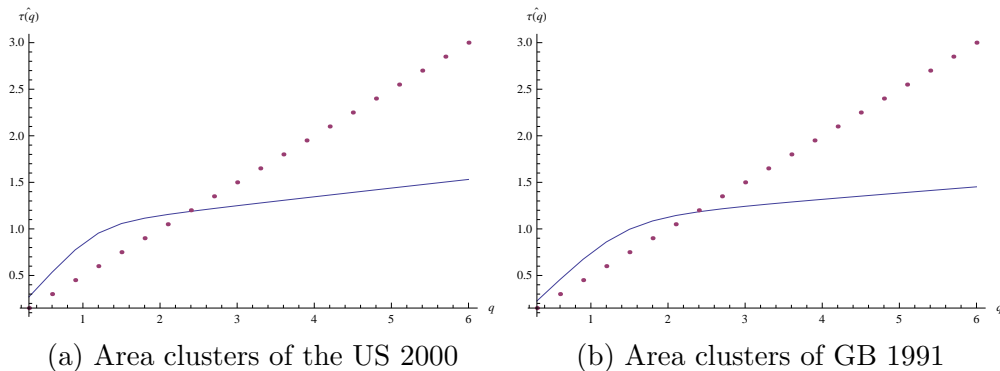 τ(q̂) τ(q̂)
3.0 3.0
2.5 2.5
2.0 2.0
1.5 1.5
1.0 1.0
0.5 0.5
1 2 3 4 5 6 q 1 2 3 4 5 6 q
(a) Area clusters of the US 2000 (b) Area clusters of GB 1991